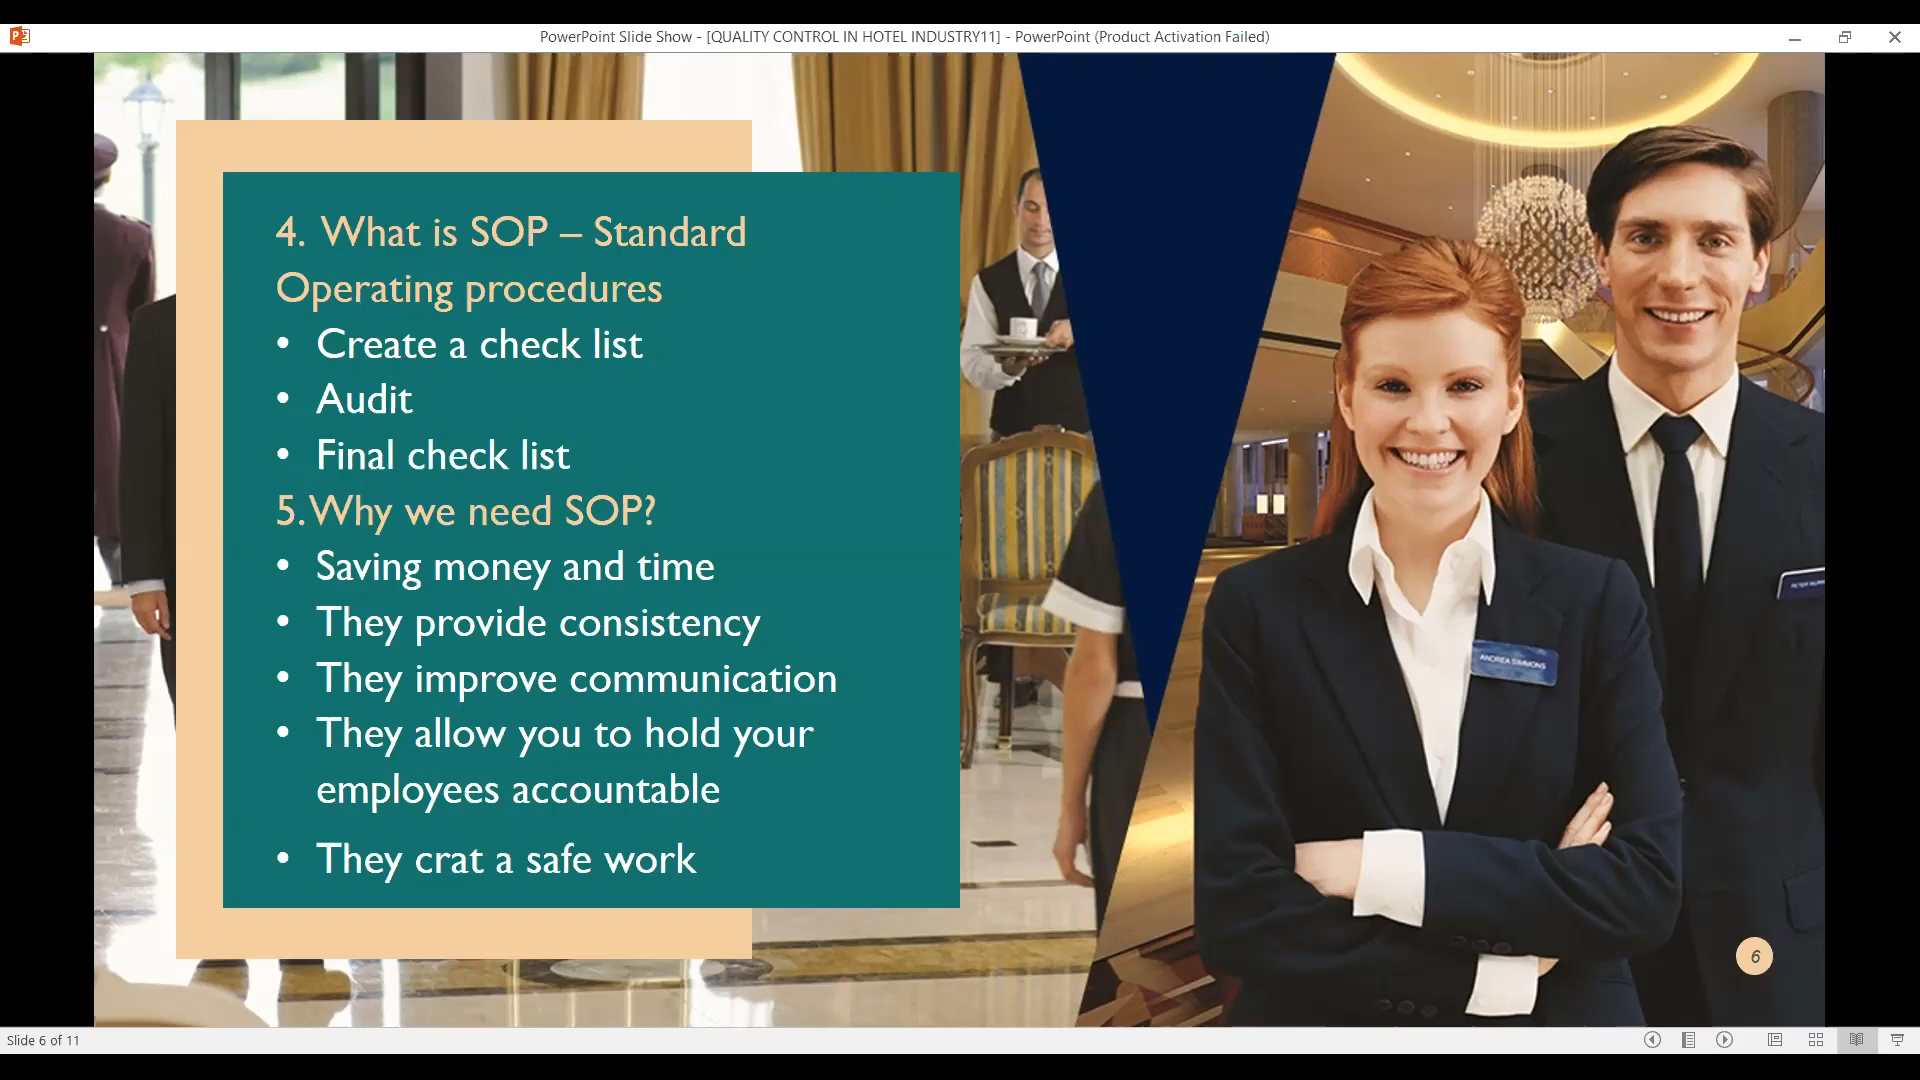 PowerPoint Slide Show - [QUALITY CONTROL IN HOTEL INDUSTRY11] - PowerPoint (Product Activation Failed)
4. What is SOP – Standard
Operating procedures
• Create a check list
• Audit
• Final check list
5. Why we need SOP?
• Saving money and time
• They provide consistency
• They improve communication
• They allow you to hold your
employees accountable
• They crat a safe work
ANDREA SIMMONS
PETER
6
Slide 6 of 11